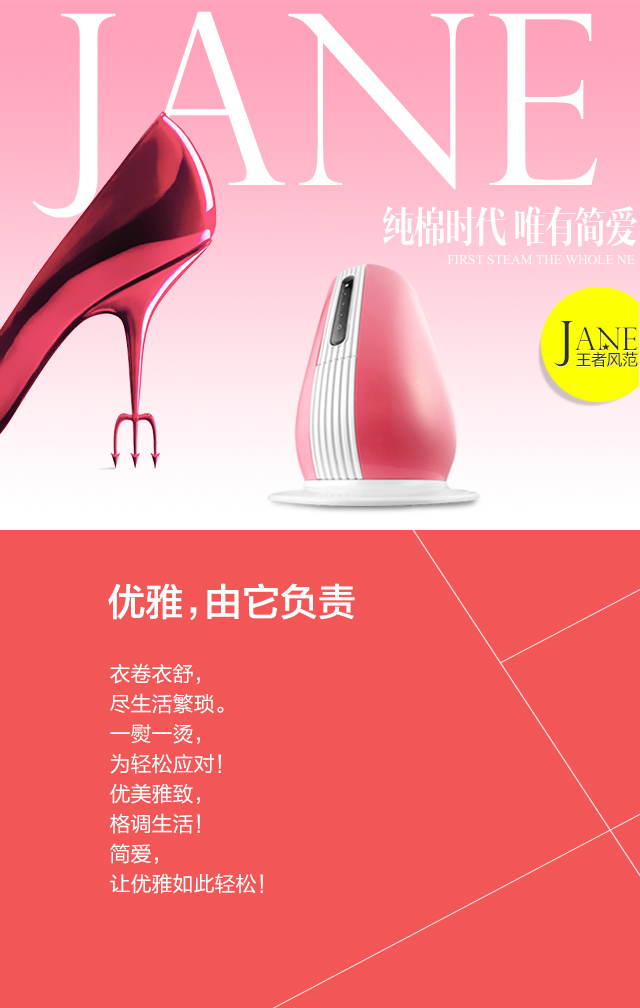 JANE
纯棉时代 唯有简爱
FIRST STEAM THE WHOLE NE
JANE
王者风范
优雅，由它负责
衣卷衣舒，
尽生活繁琐。
一熨一烫，
为轻松应对！
优美雅致，
格调生活！
简爱，
让优雅如此轻松！